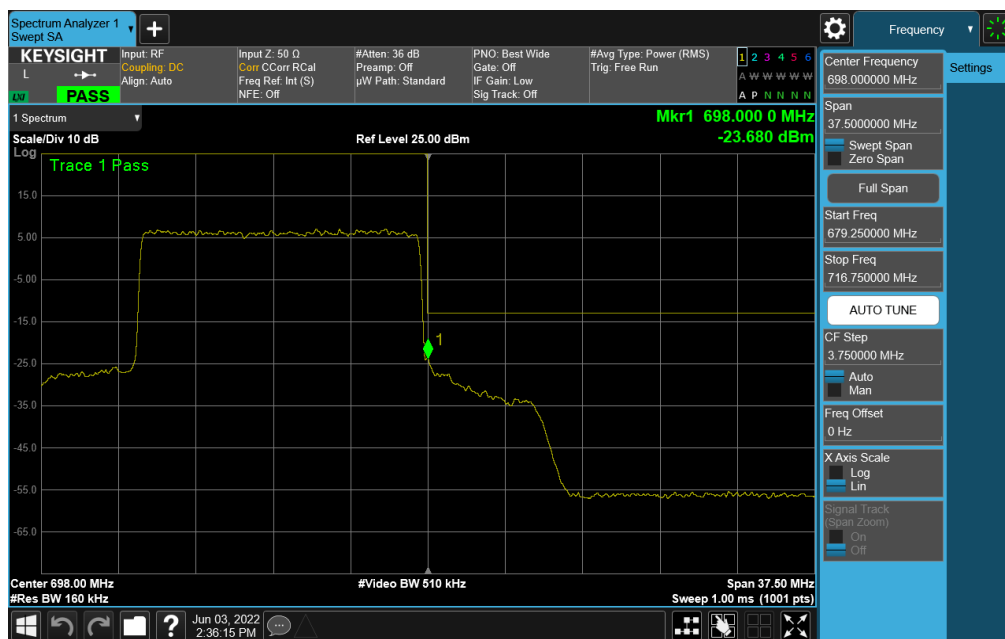 Spectrum Analyzer 1
Swept SA
+
Frequency
KEYSIGHT
L
LXI
PASS
Input: RF
Coupling: DC
Align: Auto
Input Z: 50 Ω
Corr CCorr RCal
Freq Ref: Int (S)
NFE: Off
#Atten: 36 dB
Preamp: Off
µW Path: Standard
PNO: Best Wide
Gate: Off
IF Gain: Low
Sig Track: Off
#Avg Type: Power (RMS)
Trig: Free Run
1 2 3 4 5 6
A W W W W W
A P N N N N
1 Spectrum
Scale/Div 10 dB
Ref Level 25.00 dBm
Mkr1 698.000 0 MHz
-23.680 dBm
Log
Trace 1 Pass
15.0
5.00
-5.00
-15.0
-25.0
-35.0
-45.0
-55.0
-65.0
1
Center 698.00 MHz
#Video BW 510 kHz
Span 37.50 MHz
#Res BW 160 kHz
Sweep 1.00 ms (1001 pts)
Center Frequency
698.000000 MHz
Settings
Span
37.5000000 MHz
Swept Span
Zero Span
Full Span
Start Freq
679.250000 MHz
Stop Freq
716.750000 MHz
AUTO TUNE
CF Step
3.750000 MHz
Auto
Man
Freq Offset
0 Hz
X Axis Scale
Log
Lin
Signal Track
(Span Zoom)
On
Off
?
Jun 03, 2022
2:36:15 PM